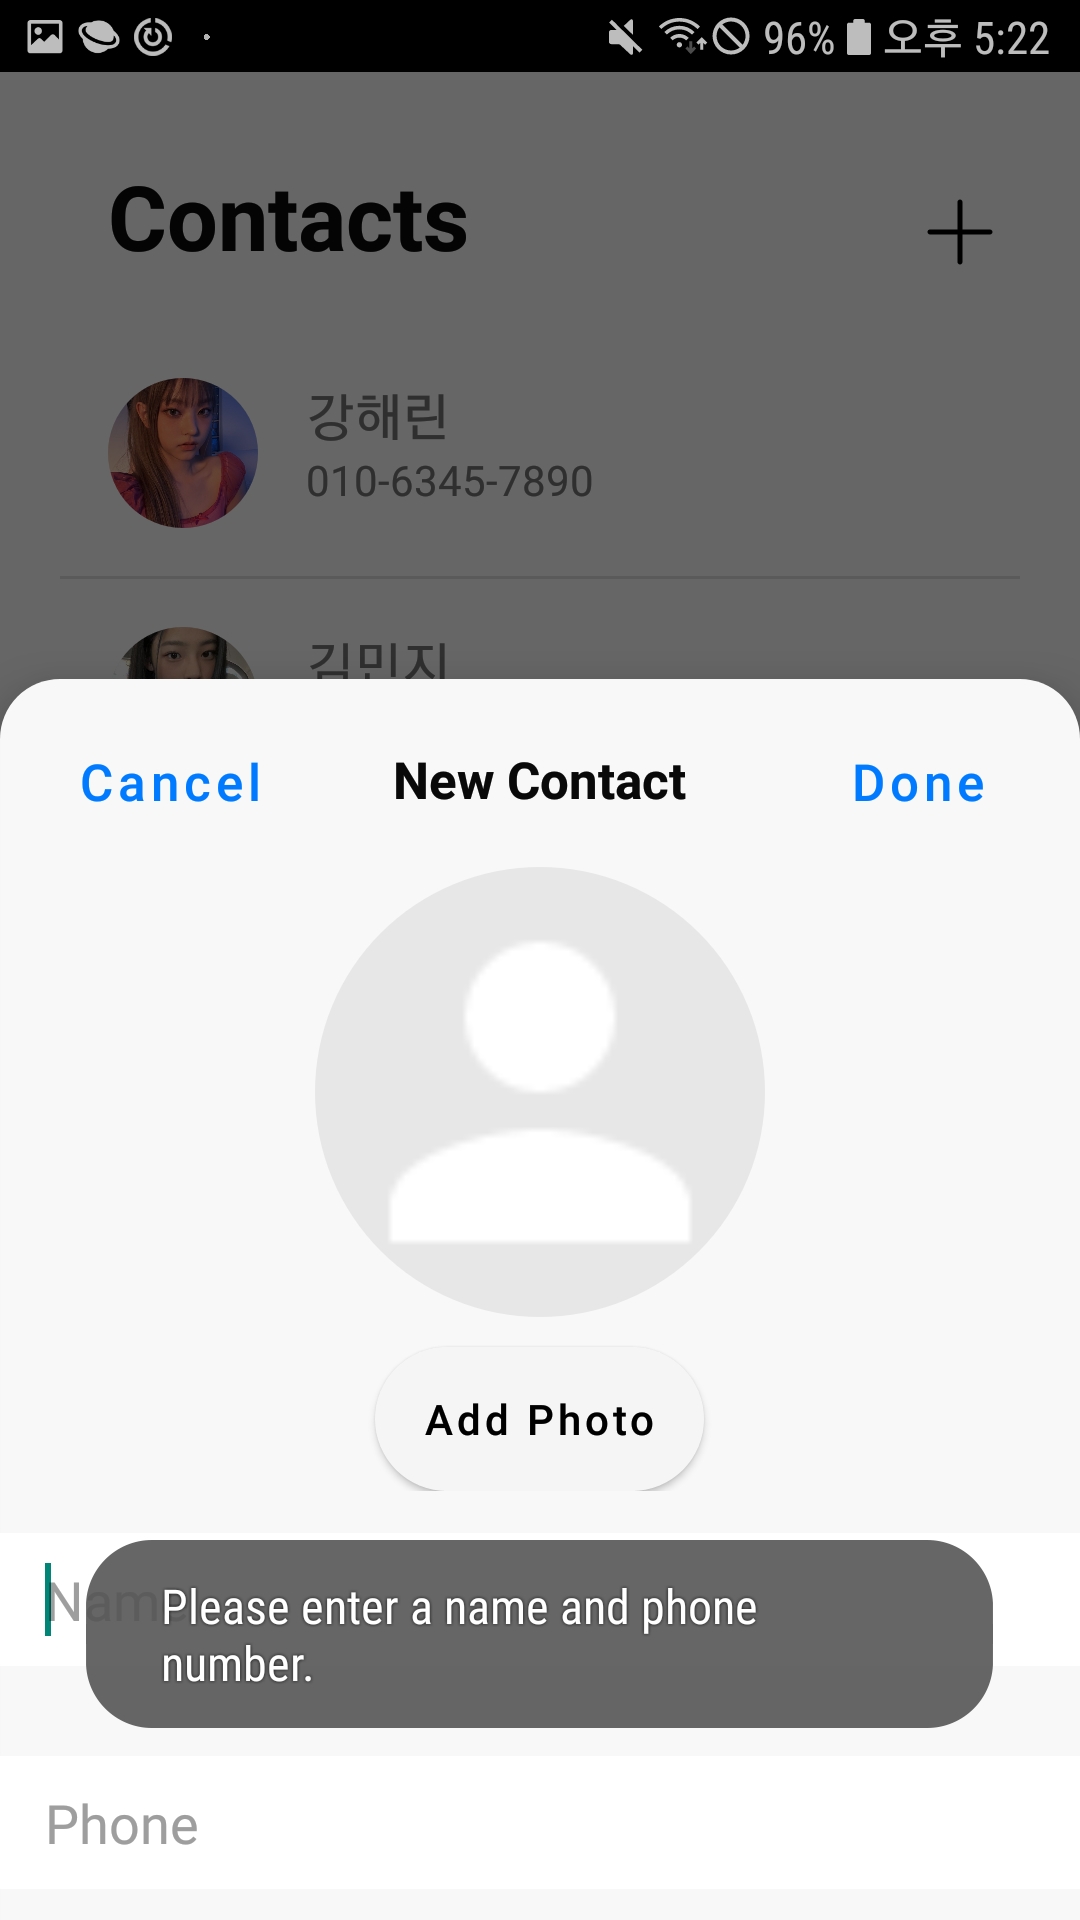 96% 오후 5:22
Contacts
강해린
010-6345-7890
김민지
Cancel New Contact Done
Add Photo
Name
Please enter a name and phone
number.
Phone